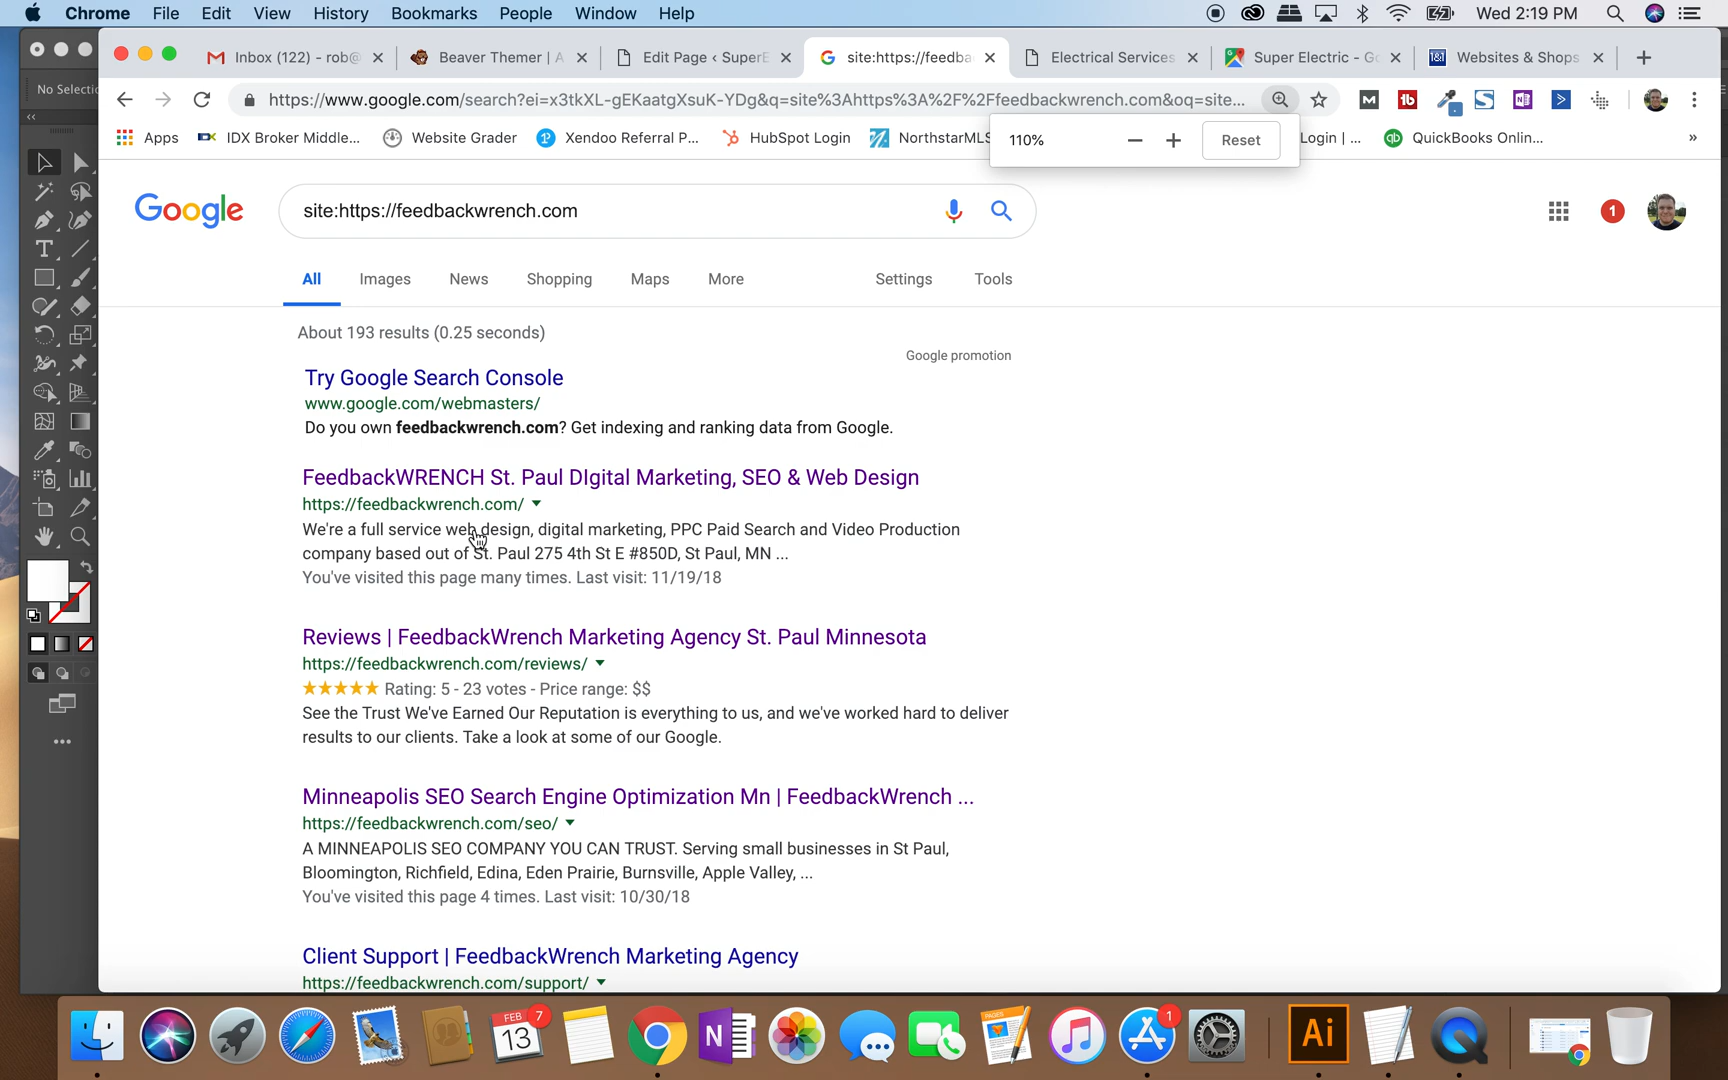 Chrome File Edit View History Bookmarks People Window Help
Wed 2:19 PM
No Selectio
Inbox (122) - rob@
Beaver Themer | A
Edit Page ‹ SuperE
site:https://feedba
Electrical Services
Super Electric - Go
1&1
Websites & Shops
https://www.google.com/search?ei=x3tkXL-gEKaatgXsuK-YDg&q=site%3Ahttps%3A%2F%2Ffeedbackwrench.com&oq=site...
Apps
IDX Broker Middle...
Website Grader
Xendoo Referral P...
HubSpot Login
NorthstarMLS
Login | ...
QuickBooks Onlin...
»
110%
Reset
Google
site:https://feedbackwrench.com
1
All Images News Shopping Maps More Settings Tools
About 193 results (0.25 seconds)
Google promotion
Try Google Search Console
www.google.com/webmasters/
Do you own feedbackwrench.com? Get indexing and ranking data from Google.
FeedbackWRENCH St. Paul DIgital Marketing, SEO & Web Design
https://feedbackwrench.com/
We're a full service web design, digital marketing, PPC Paid Search and Video Production
company based out of St. Paul 275 4th St E #850D, St Paul, MN ...
You've visited this page many times. Last visit: 11/19/18
Reviews | FeedbackWrench Marketing Agency St. Paul Minnesota
https://feedbackwrench.com/reviews/
Rating: 5 - 23 votes - Price range: $$
See the Trust We've Earned Our Reputation is everything to us, and we've worked hard to deliver
results to our clients. Take a look at some of our Google.
Minneapolis SEO Search Engine Optimization Mn | FeedbackWrench ...
https://feedbackwrench.com/seo/
A MINNEAPOLIS SEO COMPANY YOU CAN TRUST. Serving small businesses in St Paul,
Bloomington, Richfield, Edina, Eden Prairie, Burnsville, Apple Valley, ...
You've visited this page 4 times. Last visit: 10/30/18
Client Support | FeedbackWrench Marketing Agency
https://feedbackwrench.com/support/
FEB
13
7
N
PAGES
1
Ai